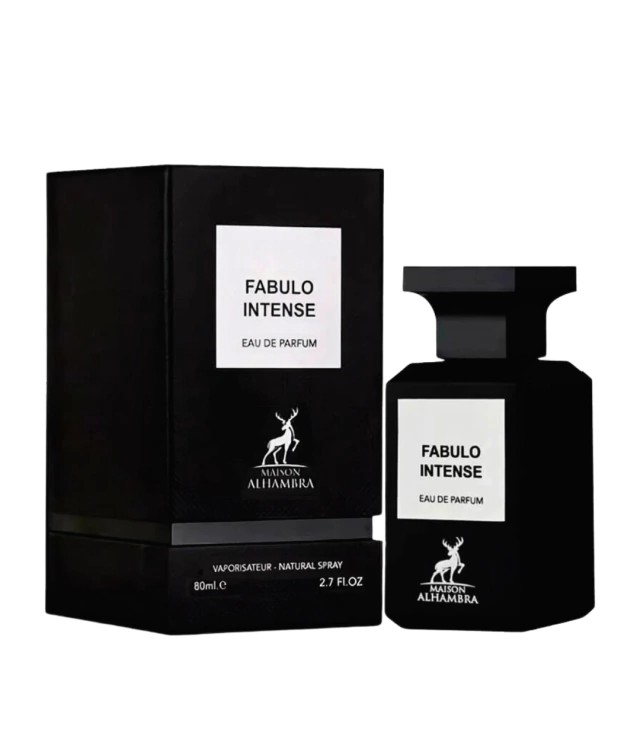 FABULO
INTENSE
EAU DE PARFUM
MAISON
ALHAMBRA
VAPORISATEUR - NATURAL SPRAY
80ml.e 2.7 Fl.OZ
FABULO
INTENSE
EAU DE PARFUM
MAISON
ALHAMBRA